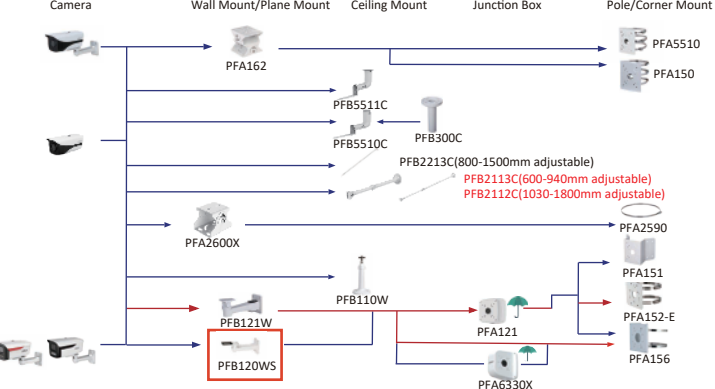 Camera Wall Mount/Plane Mount Ceiling Mount Junction Box Pole/Corner Mount
PFA162
PFA5510
PFA150
PFB5511C
PFB5510C
PFB300C
PFB2213C(800-1500mm adjustable)
PFB2113C(600-940mm adjustable)
PFB2112C(1030-1800mm adjustable)
PFA2600X
PFA2590
PFA151
PFB110W
PFB121W
PFA121
PFA152-E
PFB120WS
PFA156
PFA6330X